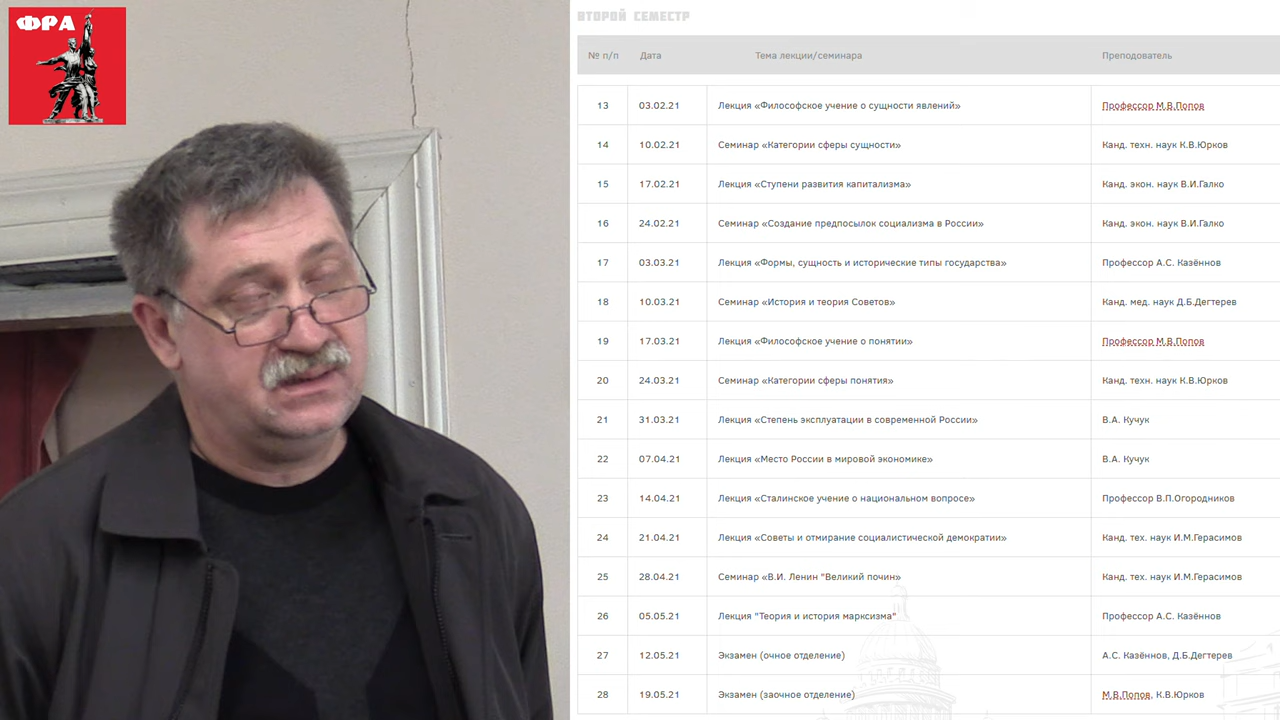 ФРА
ВТОРОЙ СЕМЕСТР
№ п/п Дата Тема лекции/семинара Преподователь
13 03.02.21 Лекция «Философское учение о сущности явлений» Профессор М.В.Попов
14 10.02.21 Семинар «Категории сферы сущности» Канд. техн. наук К.В.Юрков
15 17.02.21 Лекция «Ступени развития капитализма» Канд. экон. наук В.И.Галко
16 24.02.21 Семинар «Создание предпосылок социализма в России» Канд. экон. наук В.И.Галко
17 03.03.21 Лекция «Формы, сущность и исторические типы государства» Профессор А.С. Казённов
18 10.03.21 Семинар «История и теория Советов» Канд. мед. наук Д.Б.Дегтерев
19 17.03.21 Лекция «Философское учение о понятии» Профессор М.В.Попов
20 24.03.21 Семинар «Категории сферы понятия» Канд. техн. наук К.В.Юрков
21 31.03.21 Лекция «Степень эксплуатации в современной России» В.А. Кучук
22 07.04.21 Лекция «Место России в мировой экономике» В.А. Кучук
23 14.04.21 Лекция «Сталинское учение о национальном вопросе» Профессор В.П.Огородников
24 21.04.21 Лекция «Советы и отмирание социалистической демократии» Канд. тех. наук И.М.Герасимов
25 28.04.21 Семинар «В.И. Ленин "Великий почин» Канд. тех. наук И.М.Герасимов
26 05.05.21 Лекция "Теория и история марксизма" Профессор А.С. Казённов
27 12.05.21 Экзамен (очное отделение) А.С. Казённов, Д.Б.Дегтерев
28 19.05.21 Экзамен (заочное отделение) М.В.Попов, К.В.Юрков